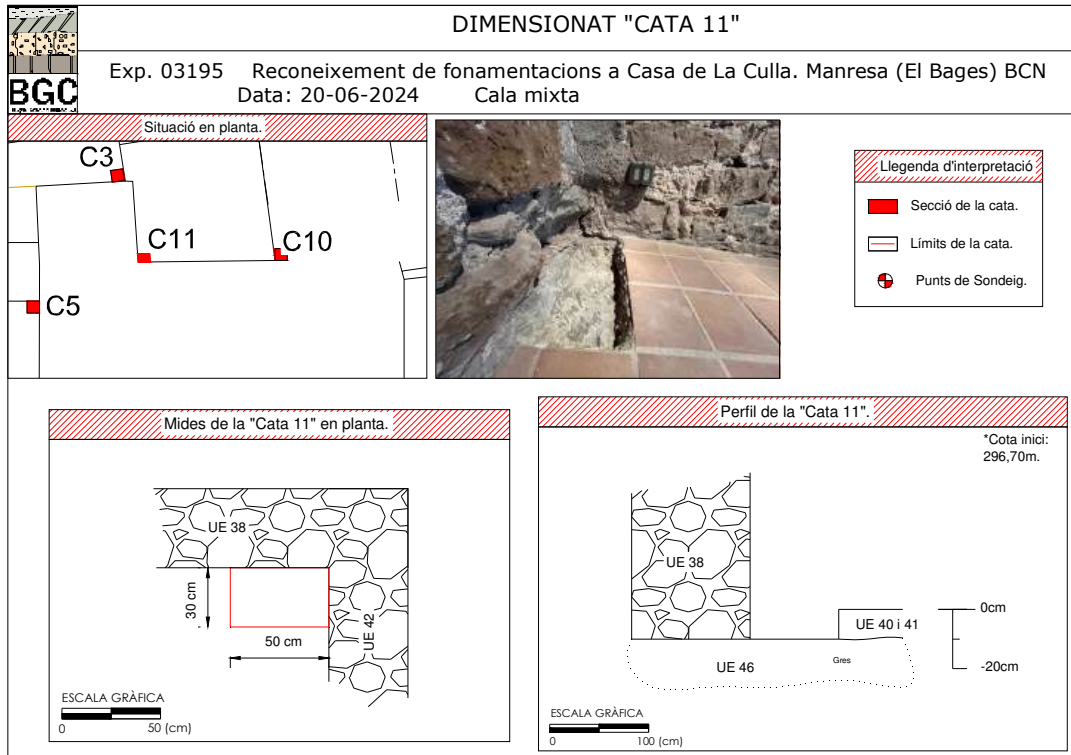 DIMENSIONAT "CATA 11"
BGC
Exp. 03195 Reconeixement de fonamentacions a Casa de La Culla. Manresa (El Bages) BCN
Data: 20-06-2024 Cala mixta
Situació en planta.
C3
C11
C10
C5
Llegenda d'interpretació
Secció de la cata.
Límits de la cata.
Punts de Sondeig.
Mides de la "Cata 11" en planta.
UE 38
30 cm
50 cm
UE 42
ESCALA GRÀFICA
0 50 (cm)
Perfil de la "Cata 11".
*Cota inici:
296,70m.
UE 38
0cm
UE 40 i 41
UE 46
Gres
-20cm
ESCALA GRÀFICA
0 100 (cm)